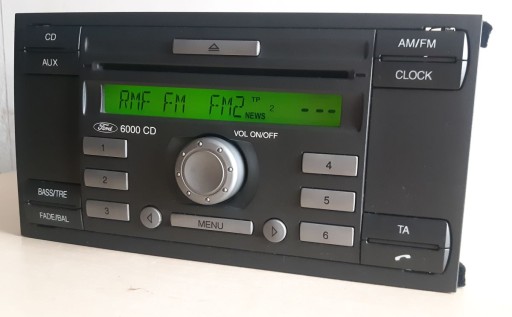 CD
AUX
AM/FM
CLOCK
RMF FM FM2 TP 2 NEWS ---
Ford 6000 CD
VOL ON/OFF
1
2
3
4
5
6
BASS/TRE
FADE/BAL
MENU
TA